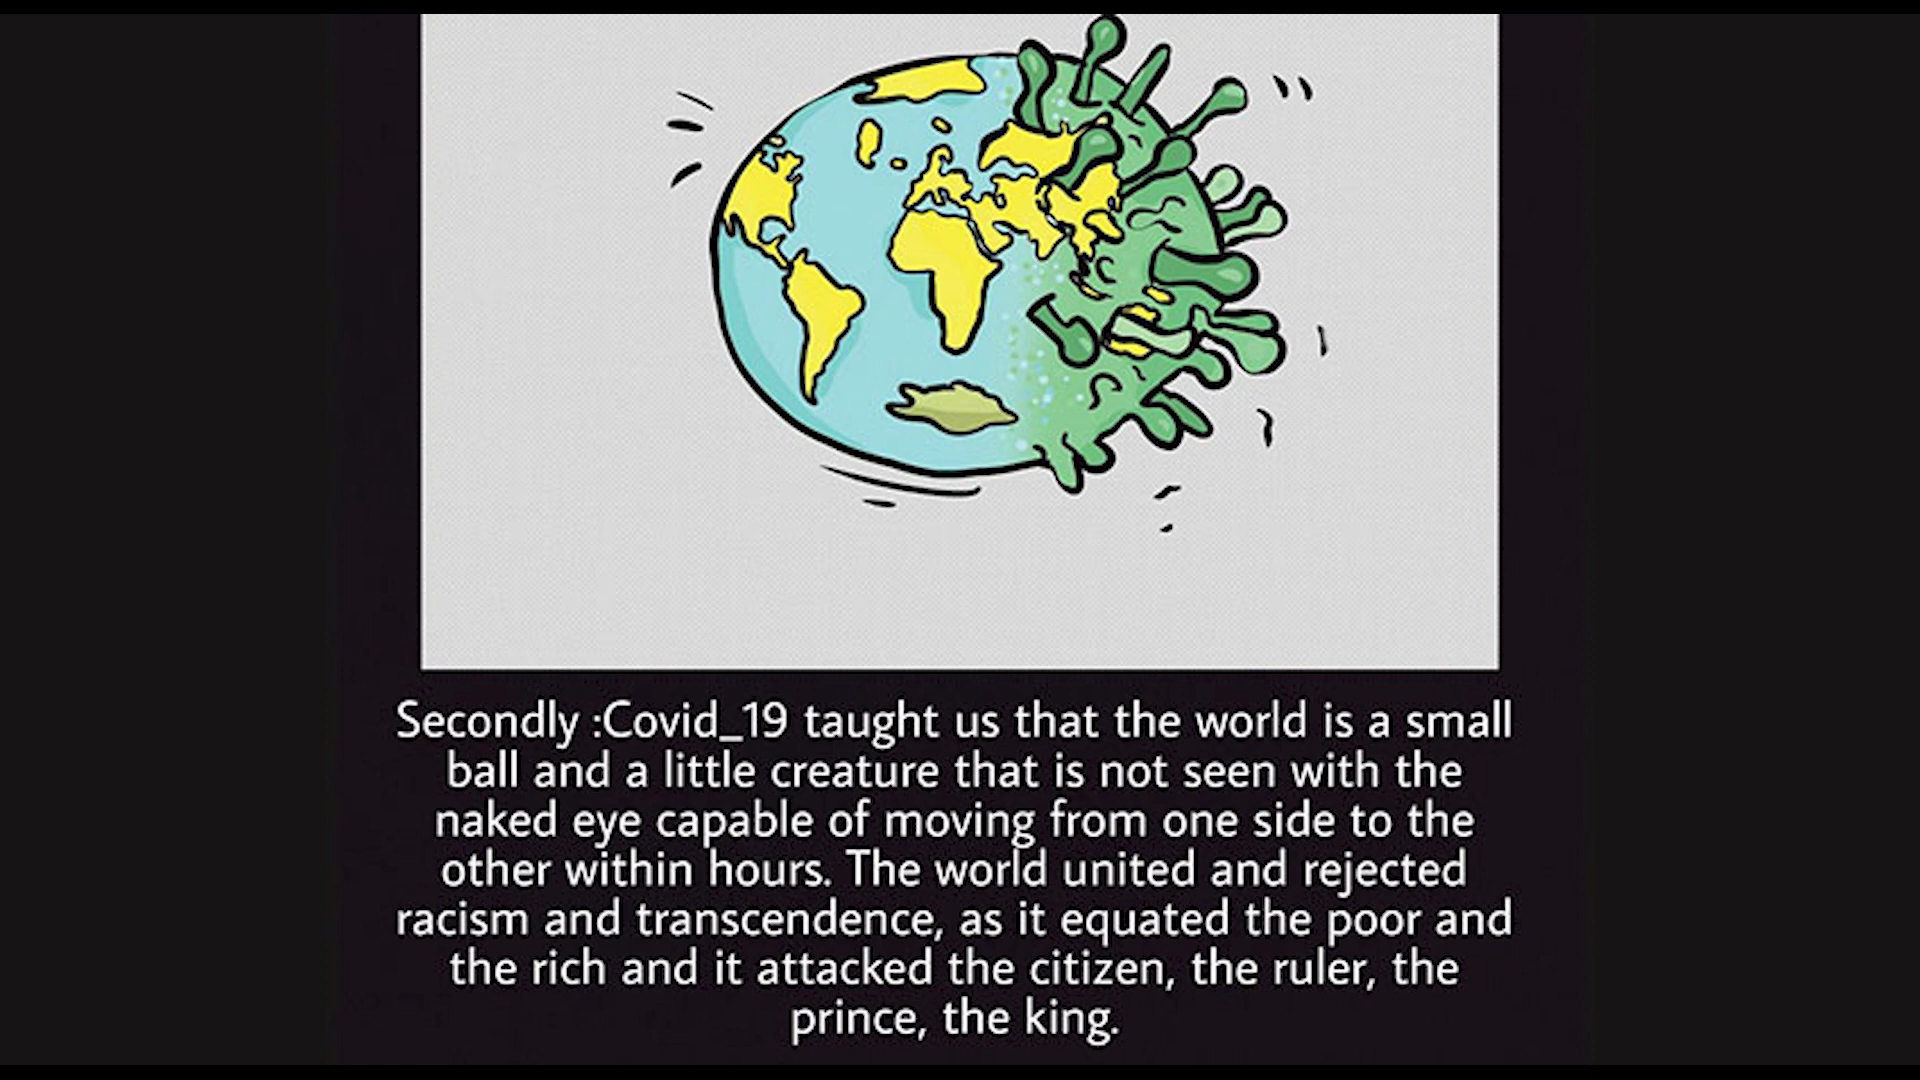 Secondly :Covid_19 taught us that the world is a small
ball and a little creature that is not seen with the
naked eye capable of moving from one side to the
other within hours. The world united and rejected
racism and transcendence, as it equated the poor and
the rich and it attacked the citizen, the ruler, the
prince, the king.